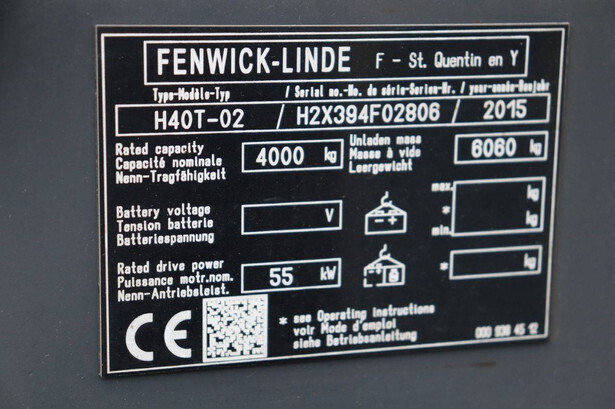 FENWICK-LINDE F - St. Quentin en Y
Type-Modèle-Typ / Serial no.-No. de série-Serien-Nr. / year-année-Baujahr
H40T-02 / H2X394F02806 / 2015
Rated capacity
Capacité nominale
Nenn-Tragfähigkeit
4000 kg
Unladen mass
Masse à vide
Leergewicht
6060 kg
Battery voltage
Tension batterie
Batteriespannung
V
- +
max.
*
min.
kg
kg
Rated drive power
Puissance motr.nom.
Nenn-Antriebsleist.
55 kW
* kg
CE
* see Operating Instructions
voir Mode d'emploi
siehe Betriebsanleitung
000 938 45 12